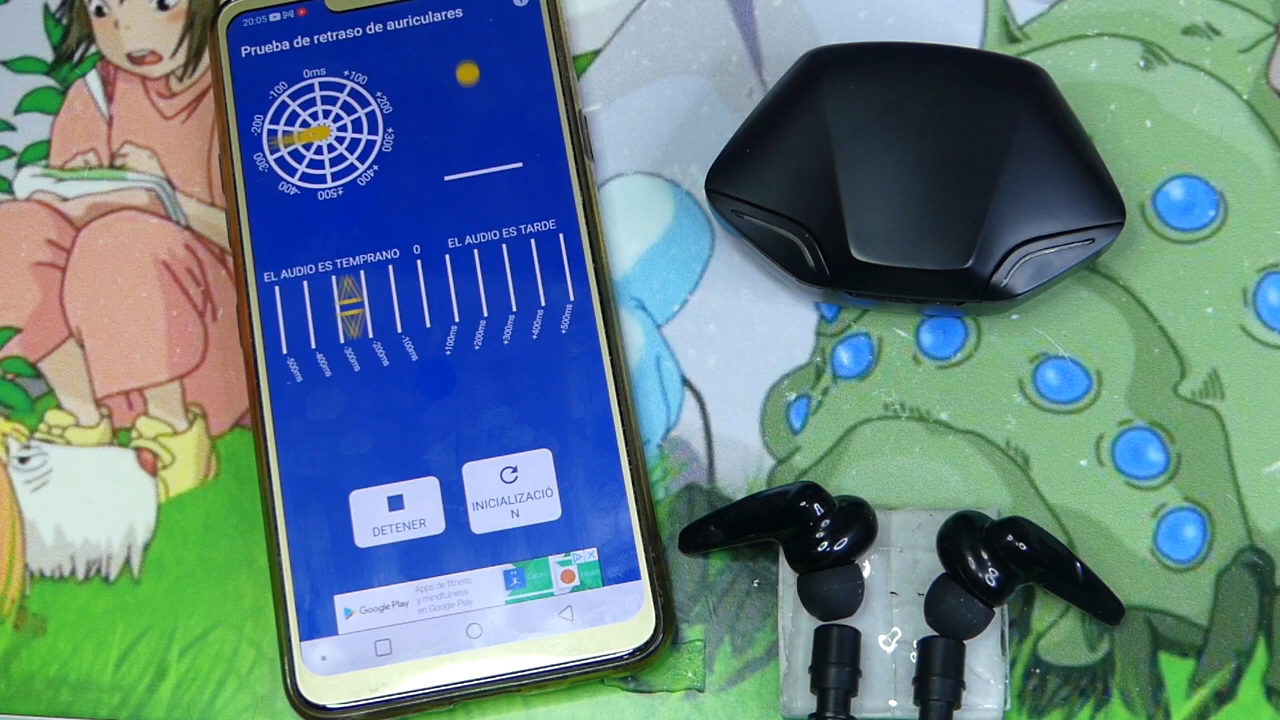 20:05
Prueba de retraso de auriculares
0ms
+100
+200
+300
+400
±500
-400
-300
-200
-100
EL AUDIO ES TEMPRANO
0
EL AUDIO ES TARDE
-500ms
-400ms
-300ms
-200ms
-100ms
+100ms
+200ms
+300ms
+400ms
+500ms
DETENER
INICIALIZACIÓ
N
Google Play
Apps de fitness
y mindfulness
en Google Play